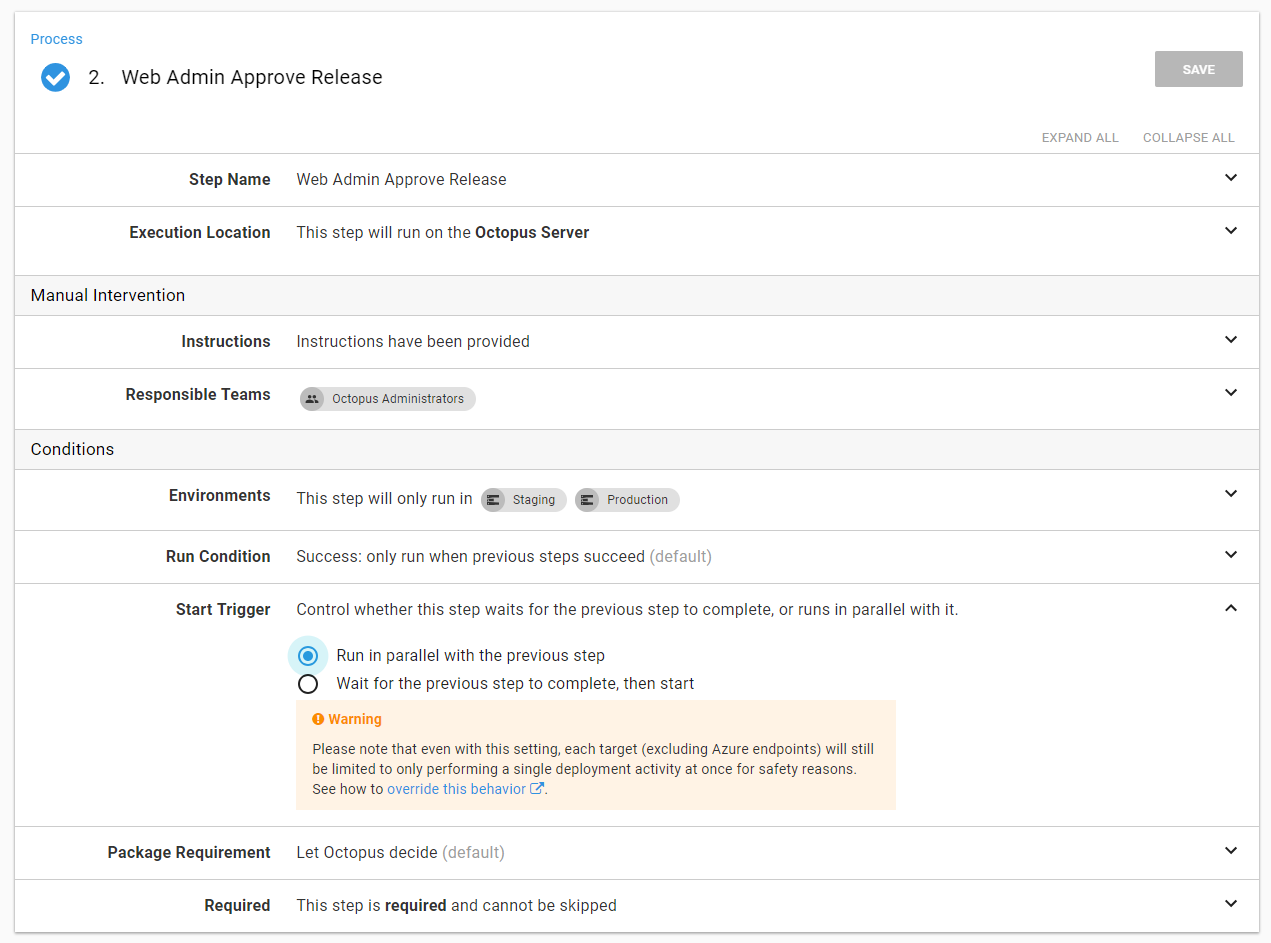 Process
2. Web Admin Approve Release
SAVE
EXPAND ALL COLLAPSE ALL
Step Name Web Admin Approve Release
Execution Location This step will run on the Octopus Server
Manual Intervention
Instructions Instructions have been provided
Responsible Teams Octopus Administrators
Conditions
Environments This step will only run in Staging Production
Run Condition Success: only run when previous steps succeed (default)
Start Trigger Control whether this step waits for the previous step to complete, or runs in parallel with it.
Run in parallel with the previous step
Wait for the previous step to complete, then start
Warning
Please note that even with this setting, each target (excluding Azure endpoints) will still
be limited to only performing a single deployment activity at once for safety reasons.
See how to override this behavior.
Package Requirement Let Octopus decide (default)
Required This step is required and cannot be skipped